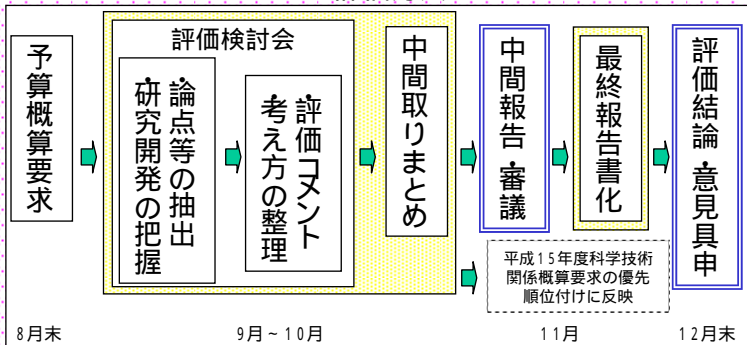 予算概算要求
評価検討会
・論点等の抽出
・研究開発の把握
・評価コメント
・考え方の整理
中間取りまとめ
中間報告・審議
最終報告書化
評価結論・意見具申
平成15年度科学技術
関係概算要求の優先
順位付けに反映
8月末
9月~10月
11月
12月末